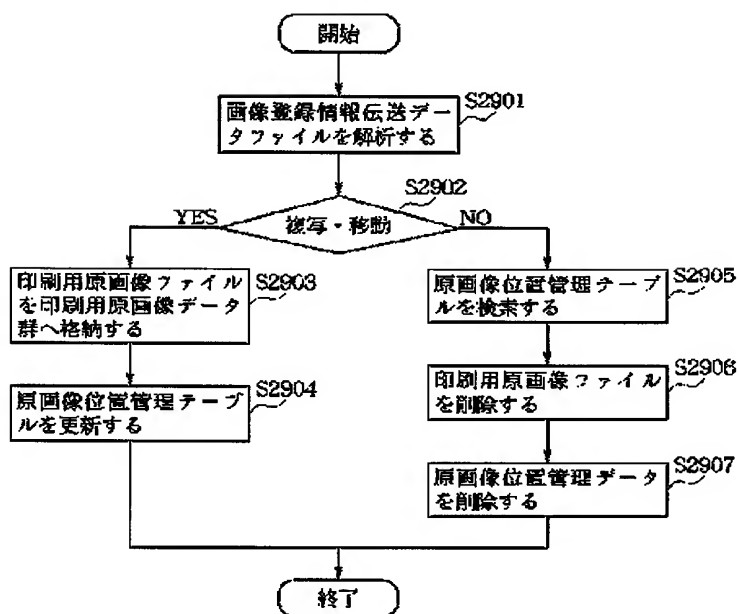 開始
S2901
画像登録情報伝送デー
タファイルを解析する
S2902
YES
複写・移動
NO
印刷用原画像ファイル
を印刷用原画像データ
群へ格納する
S2903
原画像位置管理テーブ
ルを更新する
S2904
原画像位置管理テーブ
ルを検索する
S2905
印刷用原画像ファイル
を削除する
S2906
原画像位置管理データ
を削除する
S2907
終了